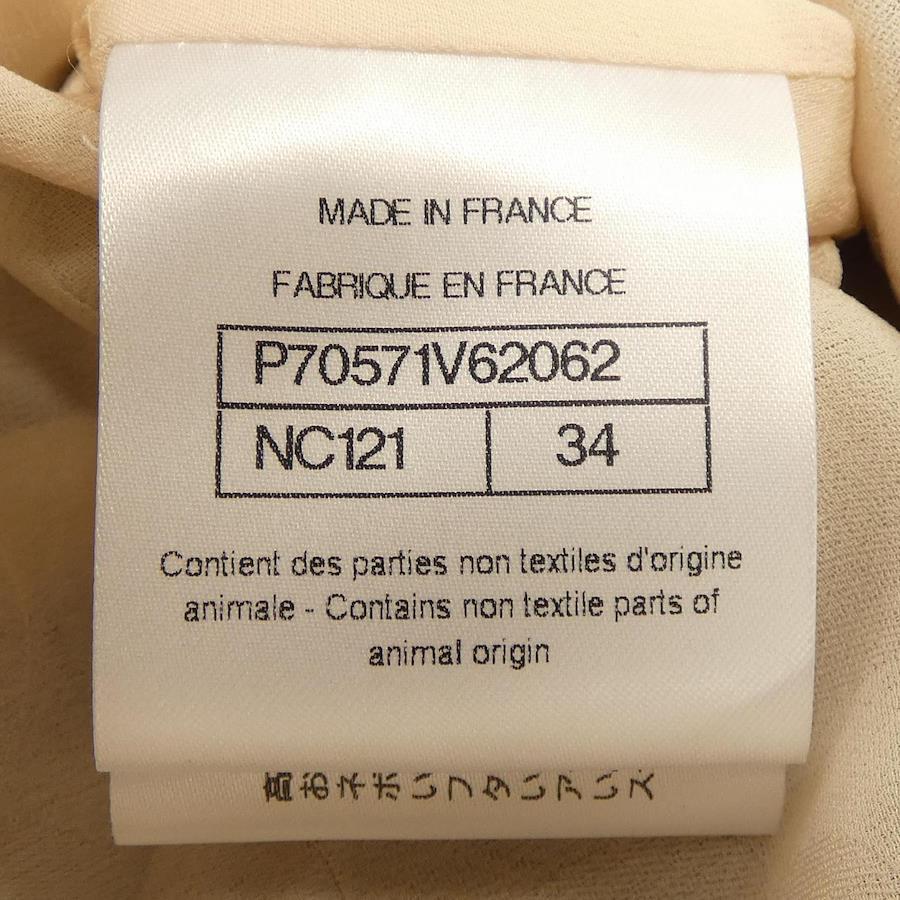 MADE IN FRANCE
FABRIQUE EN FRANCE
P70571V62062
NC121 34
Contient des parties non textiles d'origine
animale - Contains non textile parts of
animal origin